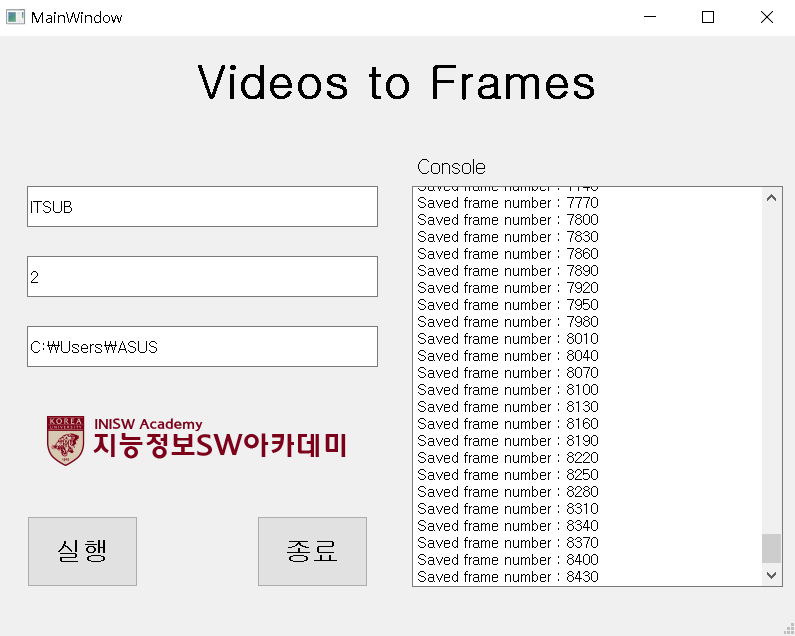 MainWindow
Videos to Frames
ITSUB
2
C:₩Users₩ASUS
KOREA
UNIVERSITY
INISW Academy
지능정보SW아카데미
실행
종료
Console
Saved frame number : 7740
Saved frame number : 7770
Saved frame number : 7800
Saved frame number : 7830
Saved frame number : 7860
Saved frame number : 7890
Saved frame number : 7920
Saved frame number : 7950
Saved frame number : 7980
Saved frame number : 8010
Saved frame number : 8040
Saved frame number : 8070
Saved frame number : 8100
Saved frame number : 8130
Saved frame number : 8160
Saved frame number : 8190
Saved frame number : 8220
Saved frame number : 8250
Saved frame number : 8280
Saved frame number : 8310
Saved frame number : 8340
Saved frame number : 8370
Saved frame number : 8400
Saved frame number : 8430